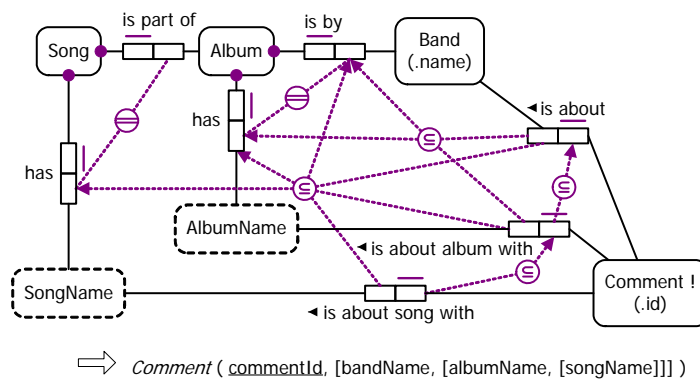 is part of
is by
Song
Album
Band
(.name)
◄ is about
has
has
AlbumName
◄ is about album with
SongName
Comment !
(.id)
◄ is about song with
Comment ( commentId, [bandName, [albumName, [songName]]] )